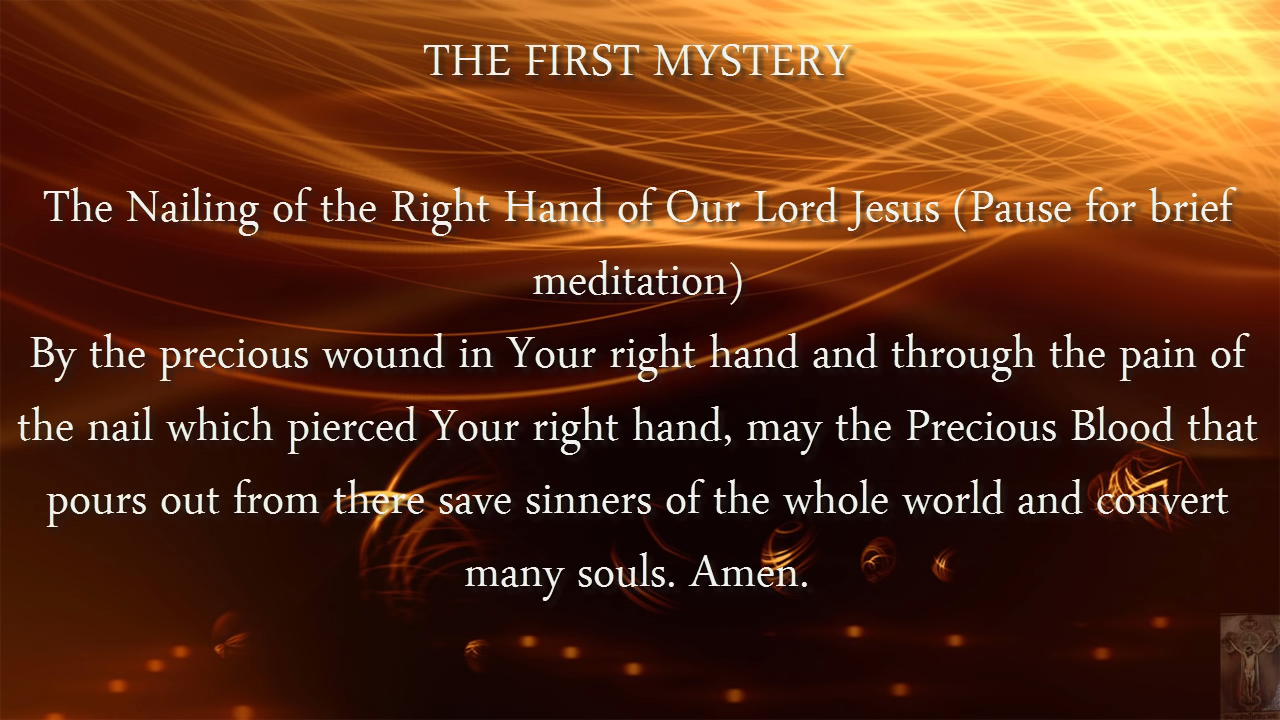 THE FIRST MYSTERY
The Nailing of the Right Hand of Our Lord Jesus (Pause for brief
meditation)
By the precious wound in Your right hand and through the pain of
the nail which pierced Your right hand, may the Precious Blood that
pours out from there save sinners of the whole world and convert
many souls. Amen.